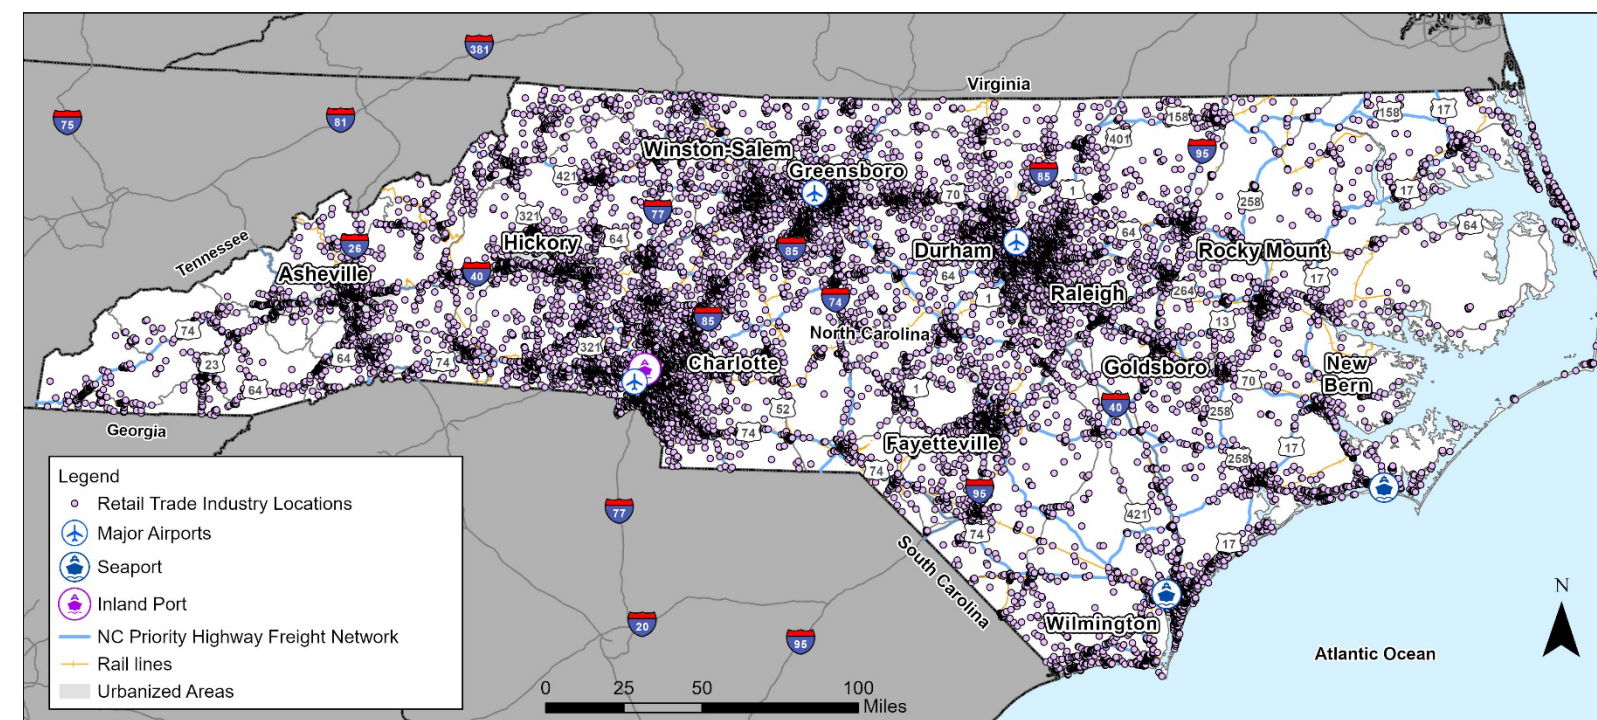 381
75
81
Virginia
158
158
17
401
95
Winston-Salem
Greensboro
421
85
1
70
77
258
17
321
Hickory
64
85
Durham
64
Rocky Mount
64
26
Tennessee
Asheville
40
64
17
264
Raleigh
1
74
85
North Carolina
13
74
321
Charlotte
Goldsboro
New
Bern
23
64
74
64
70
1
52
40
258
74
Georgia
Fayetteville
17
258
74
95
77
421
74
17
South Carolina
Wilmington
20
95
Atlantic Ocean
N
Legend
Retail Trade Industry Locations
Major Airports
Seaport
Inland Port
NC Priority Highway Freight Network
Rail lines
Urbanized Areas
0 25 50 100
Miles